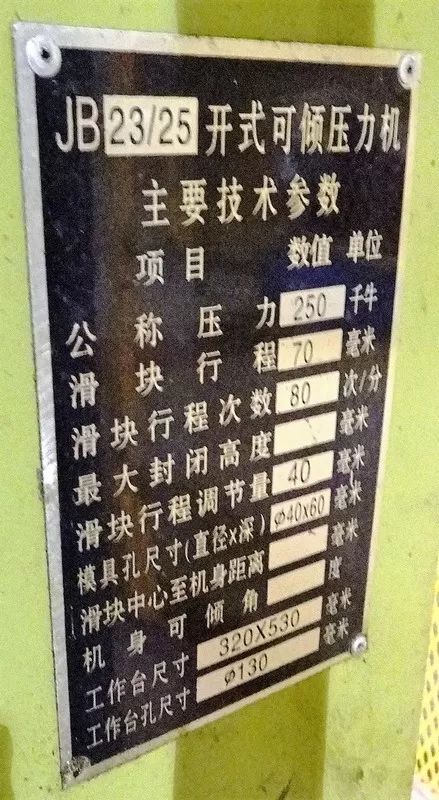 JB 23/25 开式可倾压力机
主要技术参数
项目 数值 单位
公称压力 250 千牛
滑块行程 70 毫米
滑块行程次数 80 次/分
最大封闭高度 毫米
滑块行程调节量 40 毫米
模具孔尺寸(直径x深) φ40x60 毫米
滑块中心至机身距离 毫米
机身可倾角 度
工作台尺寸 320X530 毫米
工作台孔尺寸 φ130 毫米